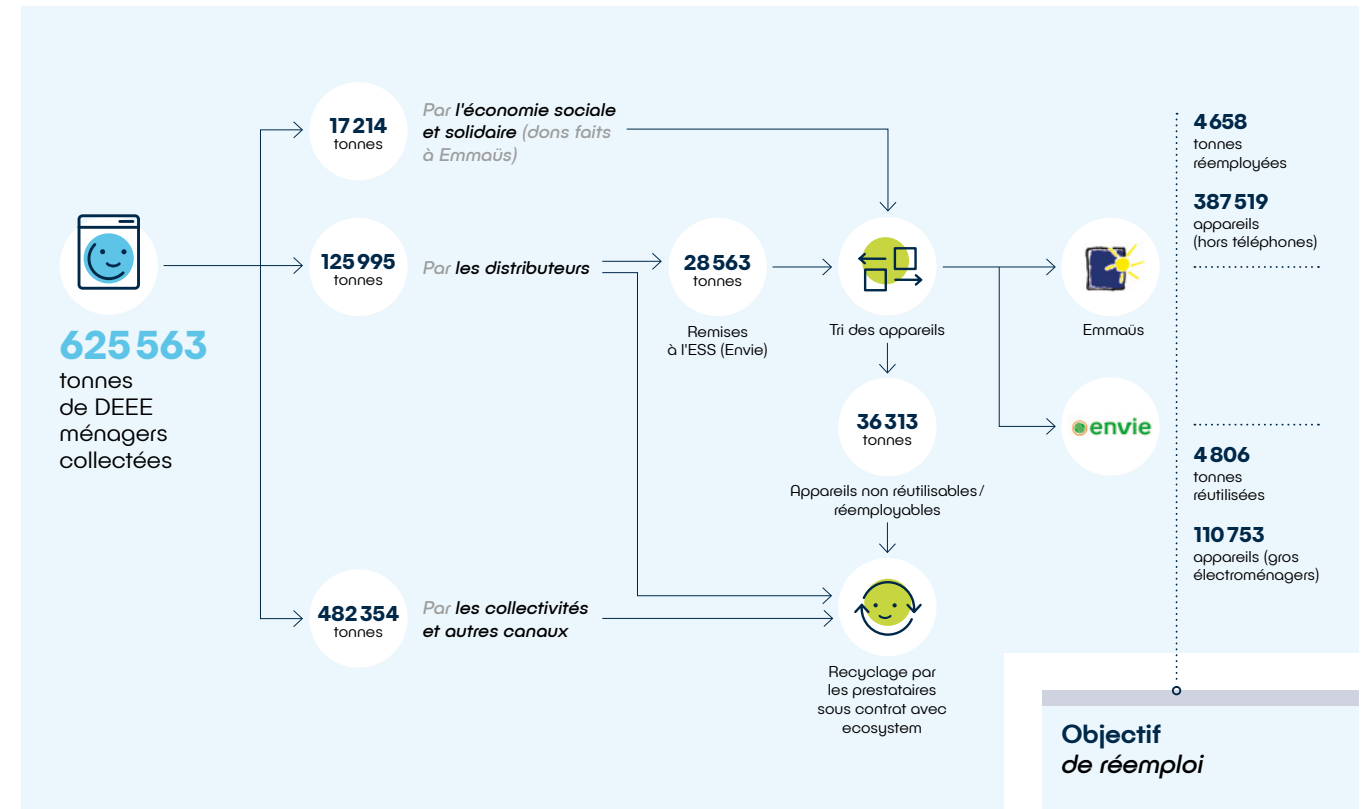 625 563
tonnes
de DEEE
ménagers
collectées
17 214
tonnes
Par l'économie sociale
et solidaire (dons faits
à Emmaüs)
125 995
tonnes
Par les distributeurs
28 563
tonnes
Remises
à l'ESS (Envie)
Tri des appareils
36 313
tonnes
Appareils non réutilisables/
réemployables
482 354
tonnes
Par les collectivités
et autres canaux
Recyclage par
les prestataires
sous contrat avec
ecosystem
Emmaüs
envie
4 658
tonnes
réemployées
387 519
appareils
(hors téléphones)
4 806
tonnes
réutilisées
110 753
appareils (gros
électroménagers)
Objectif
de réemploi